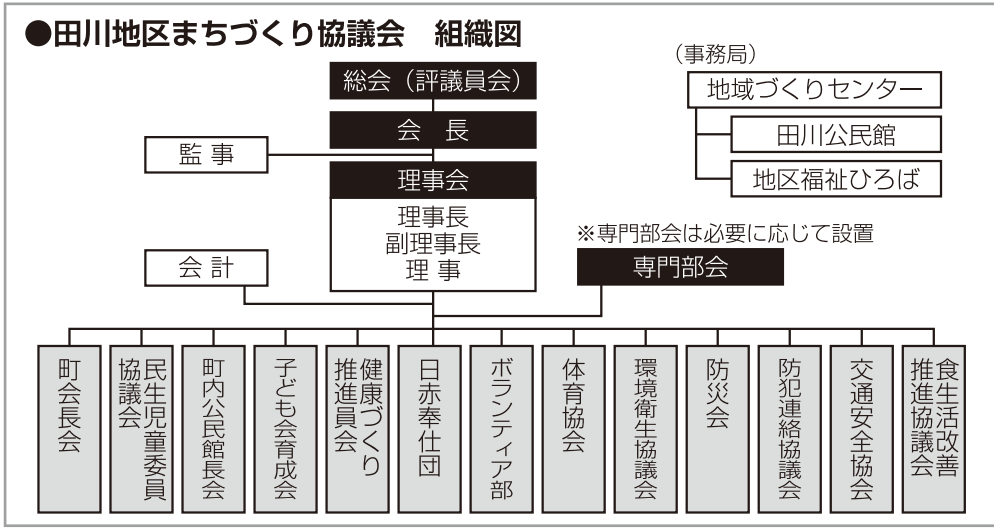 ●田川地区まちづくり協議会　組織図
（事務局）
総会（評議員会）
地域づくりセンター
会　長
田川公民館
監 事
理事会
地区福祉ひろば
理事長
副理事長
理 事
※専門部会は必要に応じて設置
会 計
専門部会
町会長会
民生児童委員
協議会
町内公民館長会
子ども会育成会
健康づくり
推進員会
日赤奉仕団
ボランティア部
体育協会
環境衛生協議会
防災会
防犯連絡協議会
交通安全協会
食生活改善
推進協議会